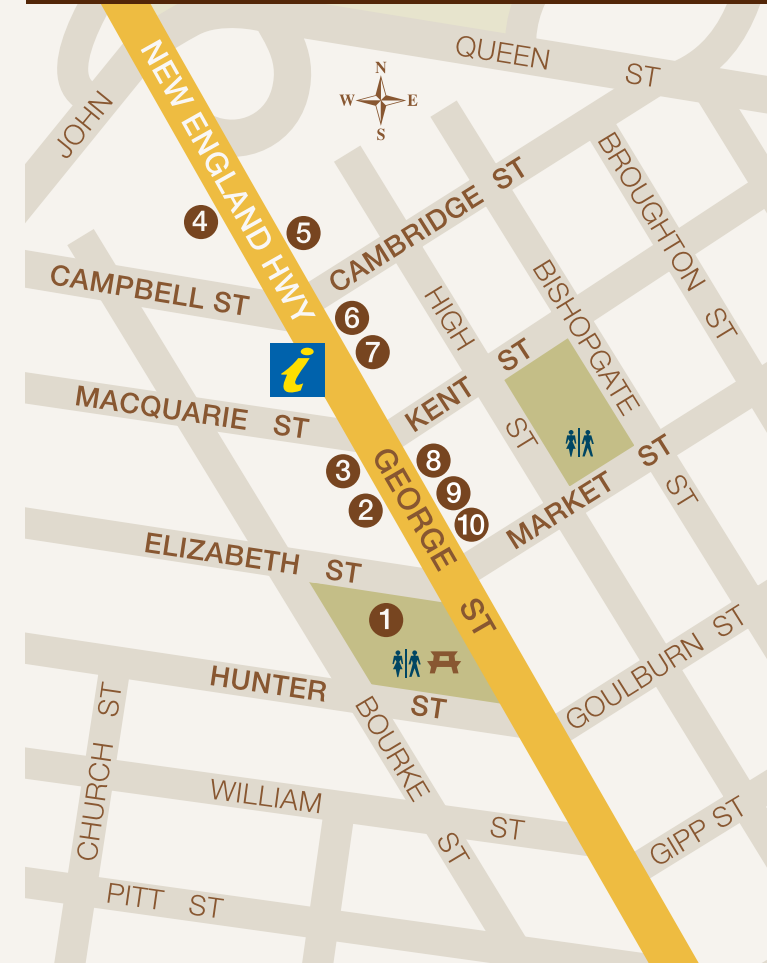 QUEEN ST
N
W E
S
JOHN
NEW ENGLAND HWY
BROUGHTON ST
CAMBRIDGE ST
4
5
CAMPBELL ST
HIGH ST
BISHOPGATE ST
6
7
i
KENT ST
MACQUARIE ST
GEORGE ST
3
8
9
2
10
MARKET ST
ELIZABETH ST
1
HUNTER ST
GOULBURN ST
CHURCH ST
BOURKE ST
WILLIAM ST
GIPP ST
PITT ST